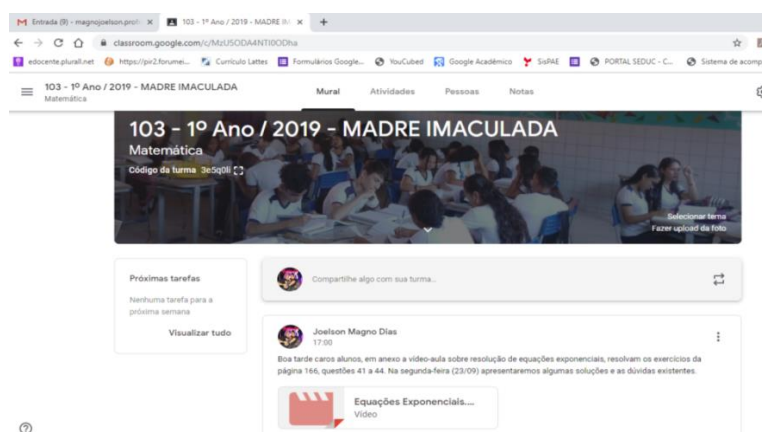 Entrada (9) - magnojoelson.prof
103 - 1º Ano / 2019 - MADRE IM
classroom.google.com/c/MzU5ODA4NTI0ODha
edocente.plurall.net
https://pir2.forumei...
Currículo Lattes
Formulários Google...
YouCubed
Google Acadêmico
SisPAE
PORTAL SEDUC - C...
Sistema de acomp
103 - 1º Ano / 2019 - MADRE IMACULADA
Matemática
Mural
Atividades
Pessoas
Notas
103 - 1º Ano / 2019 - MADRE IMACULADA
Matemática
Código da turma 3e5q0li
Selecionar tema
Fazer upload da foto
Próximas tarefas
Nenhuma tarefa para a
próxima semana
Visualizar tudo
Compartilhe algo com sua turma...
Joelson Magno Dias
17:00
Boa tarde caros alunos, em anexo a vídeo-aula sobre resolução de equações exponenciais, resolvam os exercícios da
página 166, questões 41 a 44. Na segunda-feira (23/09) apresentaremos algumas soluções e as dúvidas existentes.
Equações Exponenciais....
Vídeo